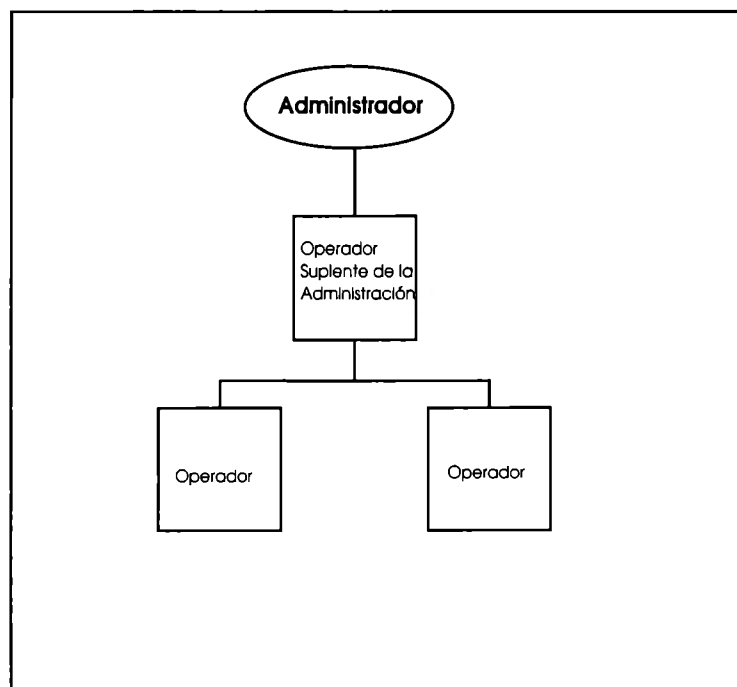 Administrador
Operador
Suplente de la
Administración
Operador
Operador